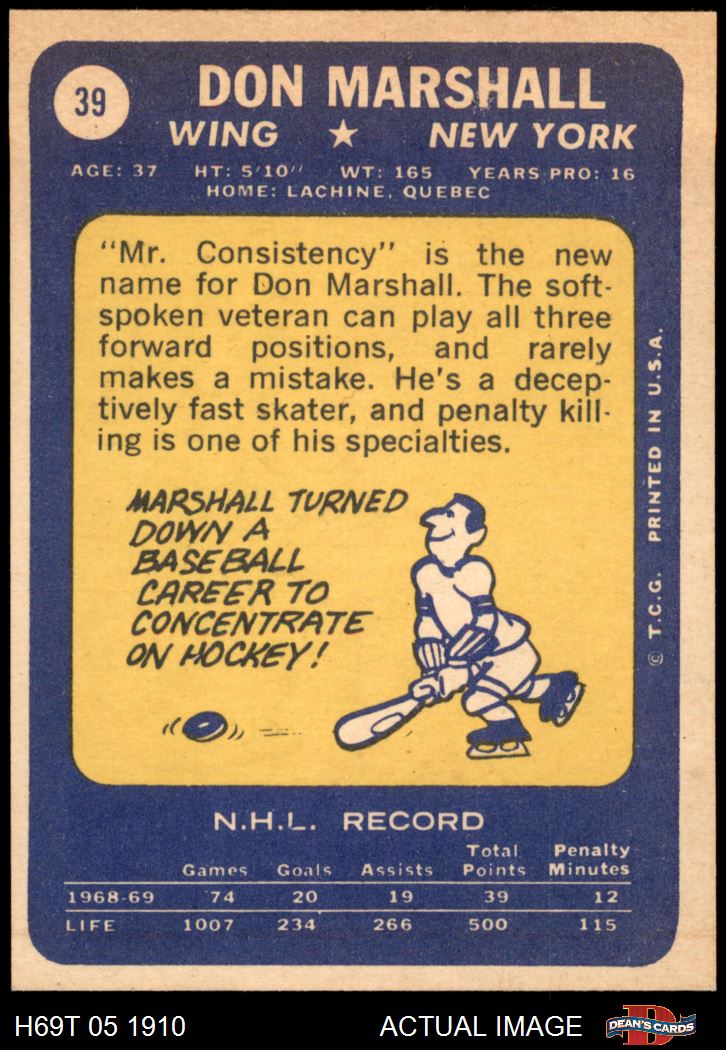 39
DON MARSHALL
WING ★ NEW YORK
AGE: 37 HT: 5'10'' WT: 165 YEARS PRO: 16
HOME: LACHINE, QUEBEC
"Mr. Consistency" is the new
name for Don Marshall. The soft-
spoken veteran can play all three
forward positions, and rarely
makes a mistake. He's a decep-
tively fast skater, and penalty kill-
ing is one of his specialties.
MARSHALL TURNED
DOWN A
BASEBALL
CAREER TO
CONCENTRATE
ON HOCKEY!
© T.C.G. PRINTED IN U.S.A.
N.H.L. RECORD
Games Goals Assists Total Points Penalty Minutes
1968-69 74 20 19 39 12
LIFE 1007 234 266 500 115
H69T 05 1910 ACTUAL IMAGE
D
DEAN'S CARDS